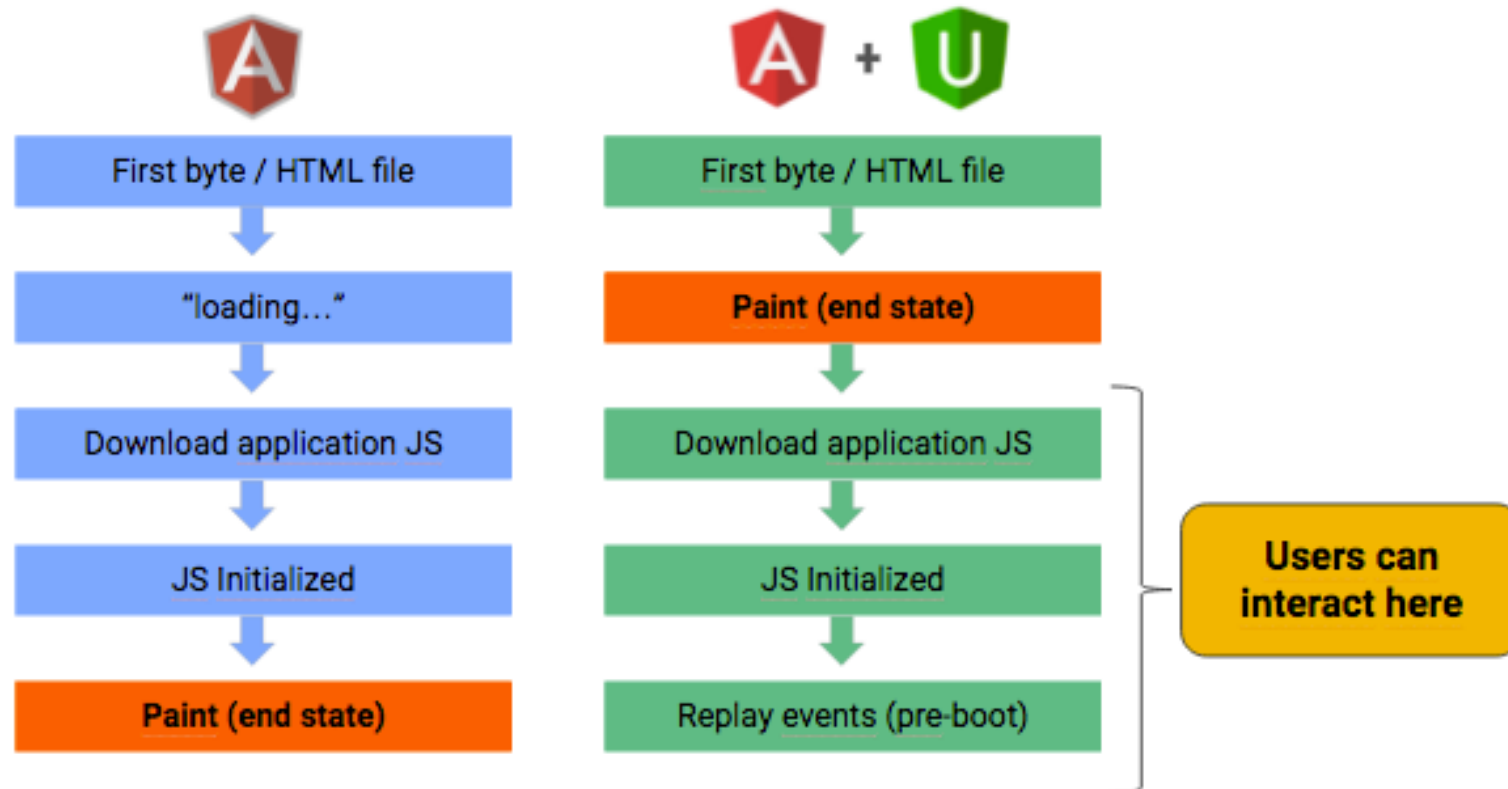 A
A + U
First byte / HTML file
“loading...”
Download application JS
JS Initialized
Paint (end state)
First byte / HTML file
Paint (end state)
Download application JS
JS Initialized
Replay events (pre-boot)
Users can
interact here